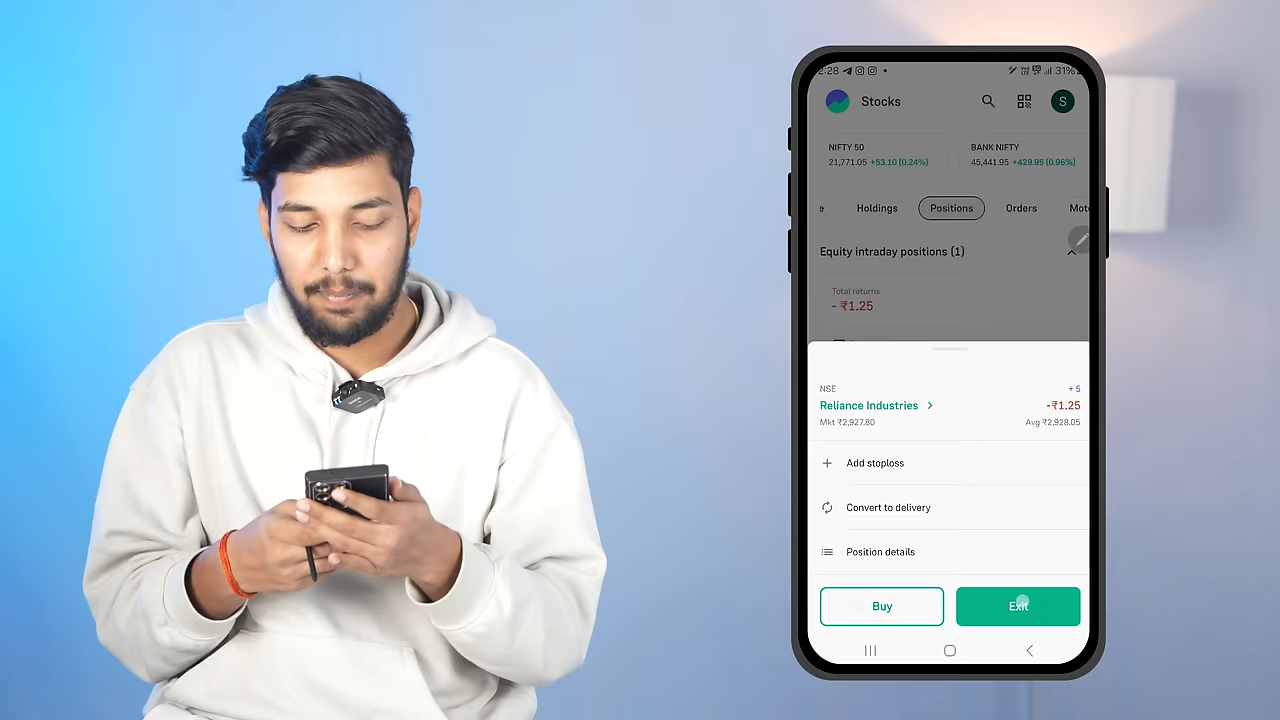 2:28 31%
Stocks S
NIFTY 50 BANK NIFTY
21,771.05 +53.10 (0.24%) 45,441.95 +429.95 (0.96%)
e Holdings Positions Orders Mot
Equity intraday positions (1)
Total returns
- ₹1.25
NSE + 5
Reliance Industries -₹1.25
Mkt ₹2,927.80 Avg ₹2,928.05
Add stoploss
Convert to delivery
Position details
Buy Exit